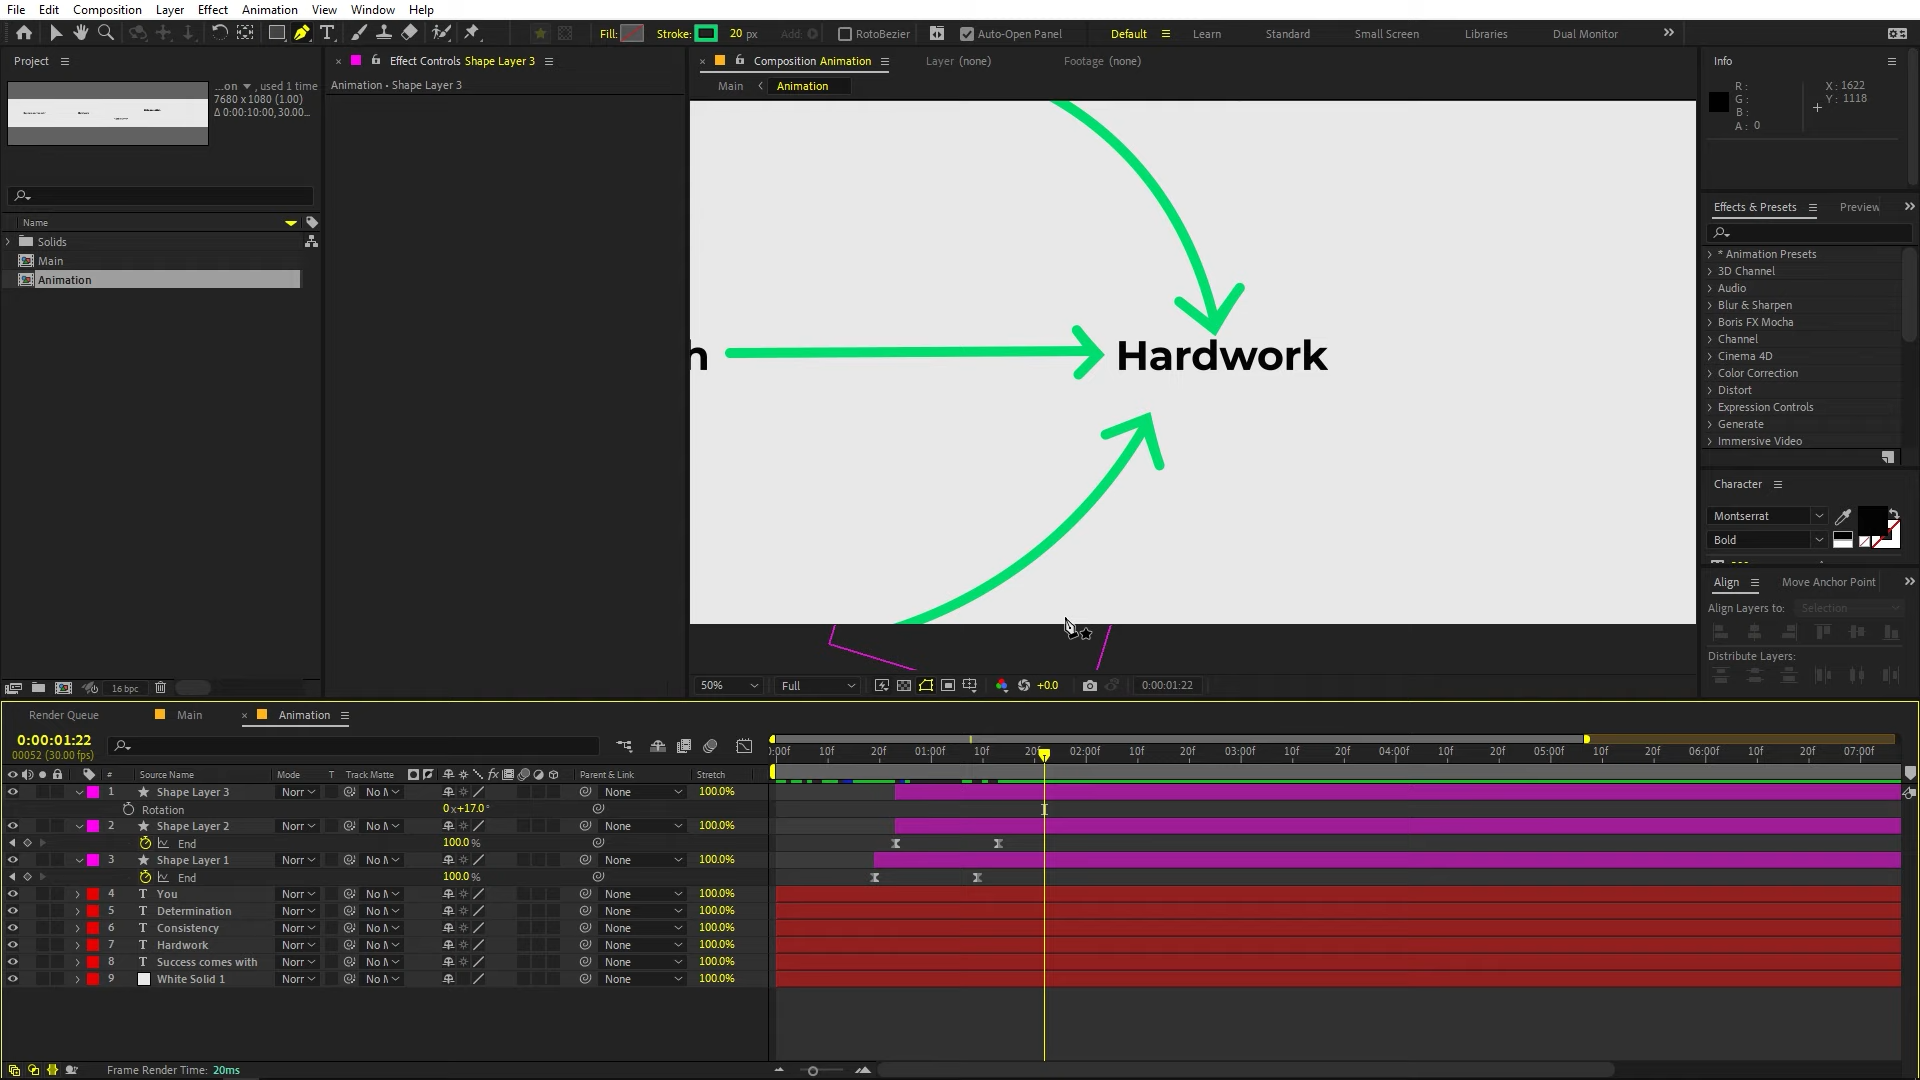 File Edit Composition Layer Effect Animation View Window Help
Fill: Stroke: 20 px Add: RotoBezier Auto-Open Panel Default Learn Standard Small Screen Libraries Dual Monitor
Project
Effect Controls Shape Layer 3
Composition Animation
Layer (none)
Footage (none)
Info
...on , used 1 time
7680 x 1080 (1.00)
Δ 0:00:10:00, 30.00...
Animation • Shape Layer 3
Main Animation
R:
G:
B:
A: 0
X: 1622
Y: 1118
Name
Solids
Main
Animation
16 bpc
h Hardwork
50% Full +0.0 0:00:01:22
Effects & Presets Preview
* Animation Presets
3D Channel
Audio
Blur & Sharpen
Boris FX Mocha
Channel
Cinema 4D
Color Correction
Distort
Expression Controls
Generate
Immersive Video
Character
Montserrat
Bold
Align Move Anchor Point
Align Layers to: Selection
Distribute Layers:
Render Queue Main Animation
0:00:01:22
00052 (30.00 fps)
0:00f 10f 20f 01:00f 10f 20f 02:00f 10f 20f 03:00f 10f 20f 04:00f 10f 20f 05:00f 10f 20f 06:00f 10f 20f 07:00f
# Source Name Mode T Track Matte fx Parent & Link Stretch
1 Shape Layer 3 Norr No M None 100.0%
Rotation 0x+17.0°
2 Shape Layer 2 Norr No M None 100.0%
End 100.0 %
3 Shape Layer 1 Norr No M None 100.0%
End 100.0 %
4 T You Norr No M None 100.0%
5 T Determination Norr No M None 100.0%
6 T Consistency Norr No M None 100.0%
7 T Hardwork Norr No M None 100.0%
8 T Success comes with Norr No M None 100.0%
9 White Solid 1 Norr No M None 100.0%
Frame Render Time: 20ms